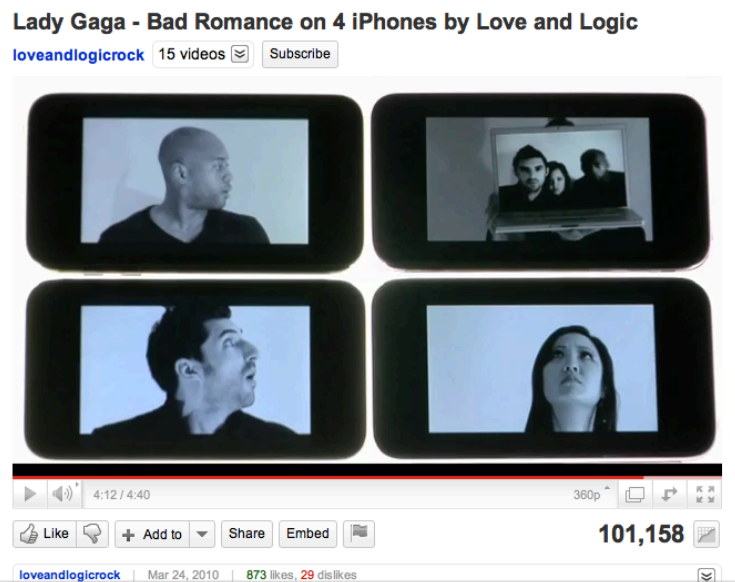 Lady Gaga - Bad Romance on 4 iPhones by Love and Logic
loveandlogicrock 15 videos Subscribe
4:12 / 4:40 360p
Like Add to Share Embed 101,158
loveandlogicrock | Mar 24, 2010 | 873 likes, 29 dislikes